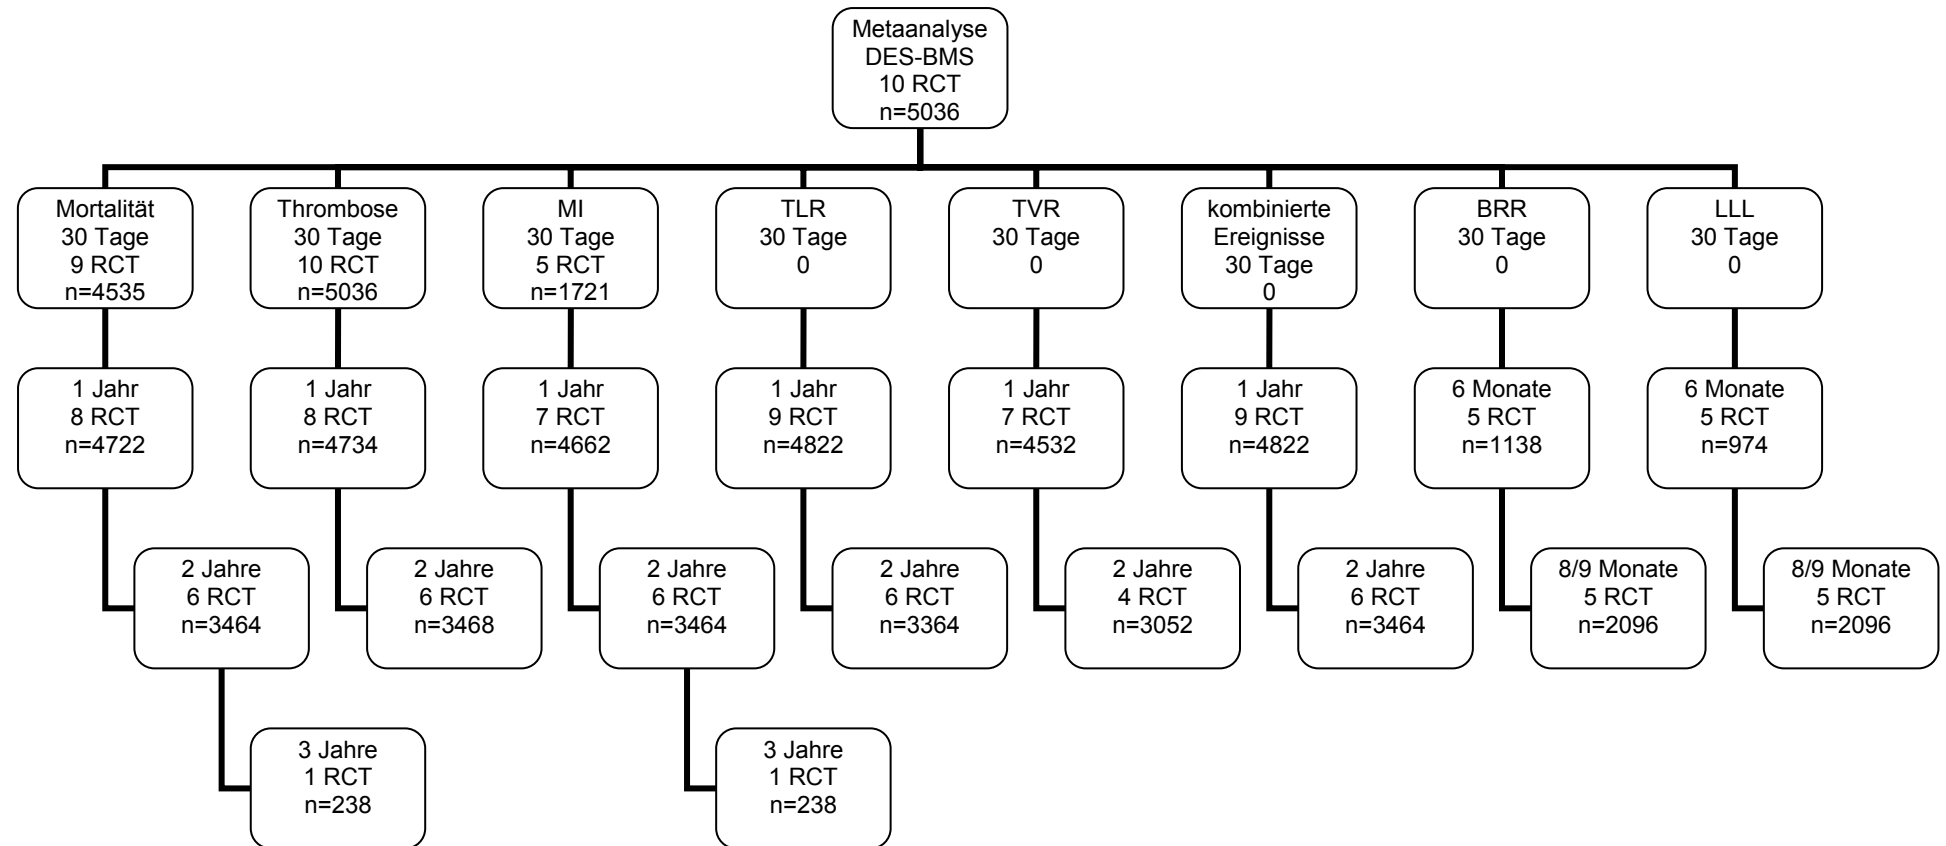 Metaanalyse
DES-BMS
10 RCT
n=5036
Mortalität
30 Tage
9 RCT
n=4535
Thrombose
30 Tage
10 RCT
n=5036
MI
30 Tage
5 RCT
n=1721
TLR
30 Tage
0
TVR
30 Tage
0
kombinierte
Ereignisse
30 Tage
0
BRR
30 Tage
0
LLL
30 Tage
0
1 Jahr
8 RCT
n=4722
1 Jahr
8 RCT
n=4734
1 Jahr
7 RCT
n=4662
1 Jahr
9 RCT
n=4822
1 Jahr
7 RCT
n=4532
1 Jahr
9 RCT
n=4822
6 Monate
5 RCT
n=1138
6 Monate
5 RCT
n=974
2 Jahre
6 RCT
n=3464
2 Jahre
6 RCT
n=3468
2 Jahre
6 RCT
n=3464
2 Jahre
6 RCT
n=3364
2 Jahre
4 RCT
n=3052
2 Jahre
6 RCT
n=3464
8/9 Monate
5 RCT
n=2096
8/9 Monate
5 RCT
n=2096
3 Jahre
1 RCT
n=238
3 Jahre
1 RCT
n=238